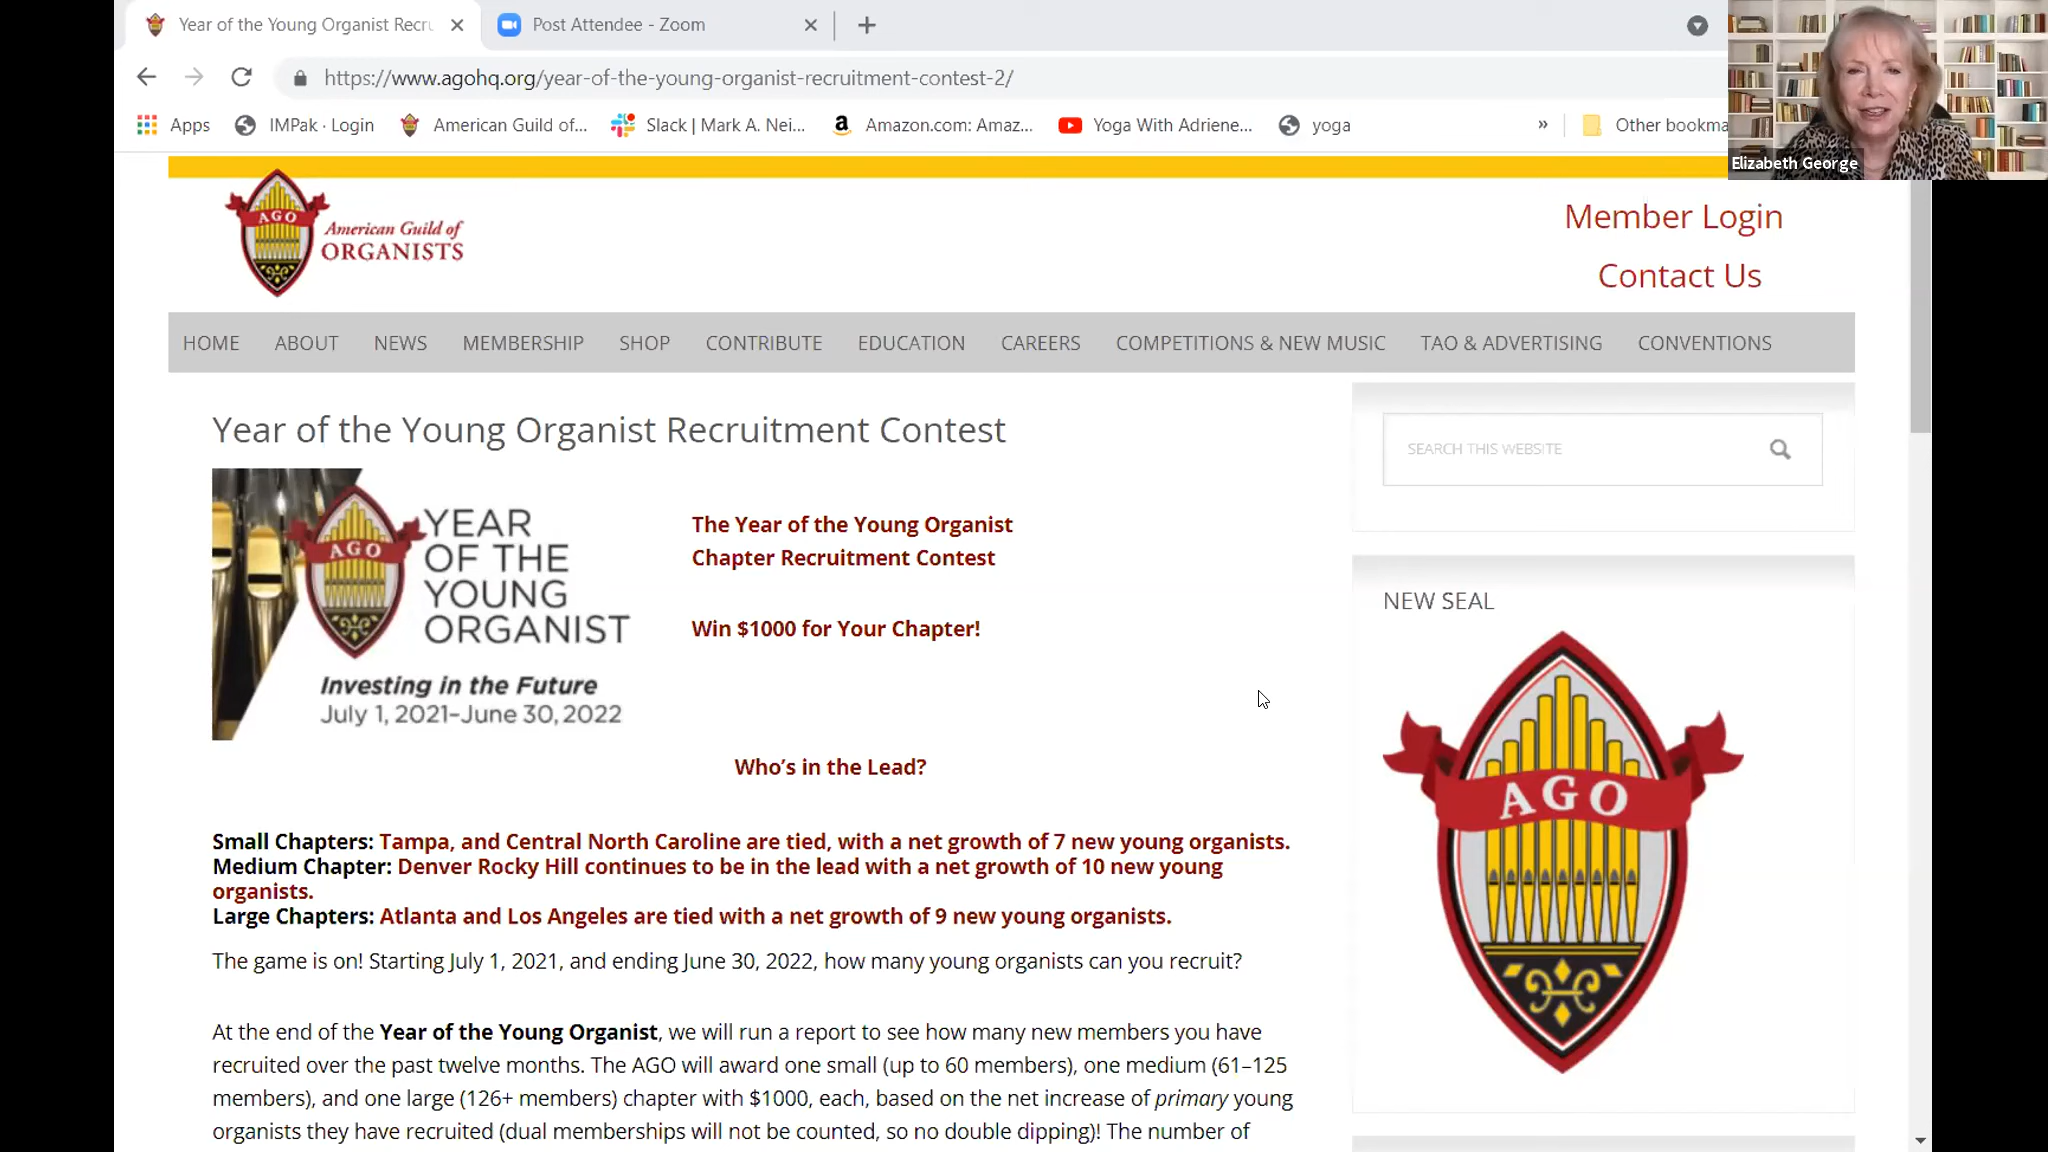 Year of the Young Organist Recru
Post Attendee - Zoom
https://www.agohq.org/year-of-the-young-organist-recruitment-contest-2/
Apps
IMPak · Login
American Guild of...
Slack | Mark A. Nei...
Amazon.com: Amaz...
Yoga With Adriene...
yoga
»
Other bookma
Elizabeth George
AGO
American Guild of
ORGANISTS
Member Login
Contact Us
HOME ABOUT NEWS MEMBERSHIP SHOP CONTRIBUTE EDUCATION CAREERS COMPETITIONS & NEW MUSIC TAO & ADVERTISING CONVENTIONS
Year of the Young Organist Recruitment Contest
AGO
YEAR
OF THE
YOUNG
ORGANIST
Investing in the Future
July 1, 2021–June 30, 2022
The Year of the Young Organist
Chapter Recruitment Contest
Win $1000 for Your Chapter!
Who's in the Lead?
Small Chapters: Tampa, and Central North Caroline are tied, with a net growth of 7 new young organists.
Medium Chapter: Denver Rocky Hill continues to be in the lead with a net growth of 10 new young
organists.
Large Chapters: Atlanta and Los Angeles are tied with a net growth of 9 new young organists.
The game is on! Starting July 1, 2021, and ending June 30, 2022, how many young organists can you recruit?
At the end of the Year of the Young Organist, we will run a report to see how many new members you have
recruited over the past twelve months. The AGO will award one small (up to 60 members), one medium (61–125
members), and one large (126+ members) chapter with $1000, each, based on the net increase of primary young
organists they have recruited (dual memberships will not be counted, so no double dipping)! The number of
SEARCH THIS WEBSITE
NEW SEAL
AGO